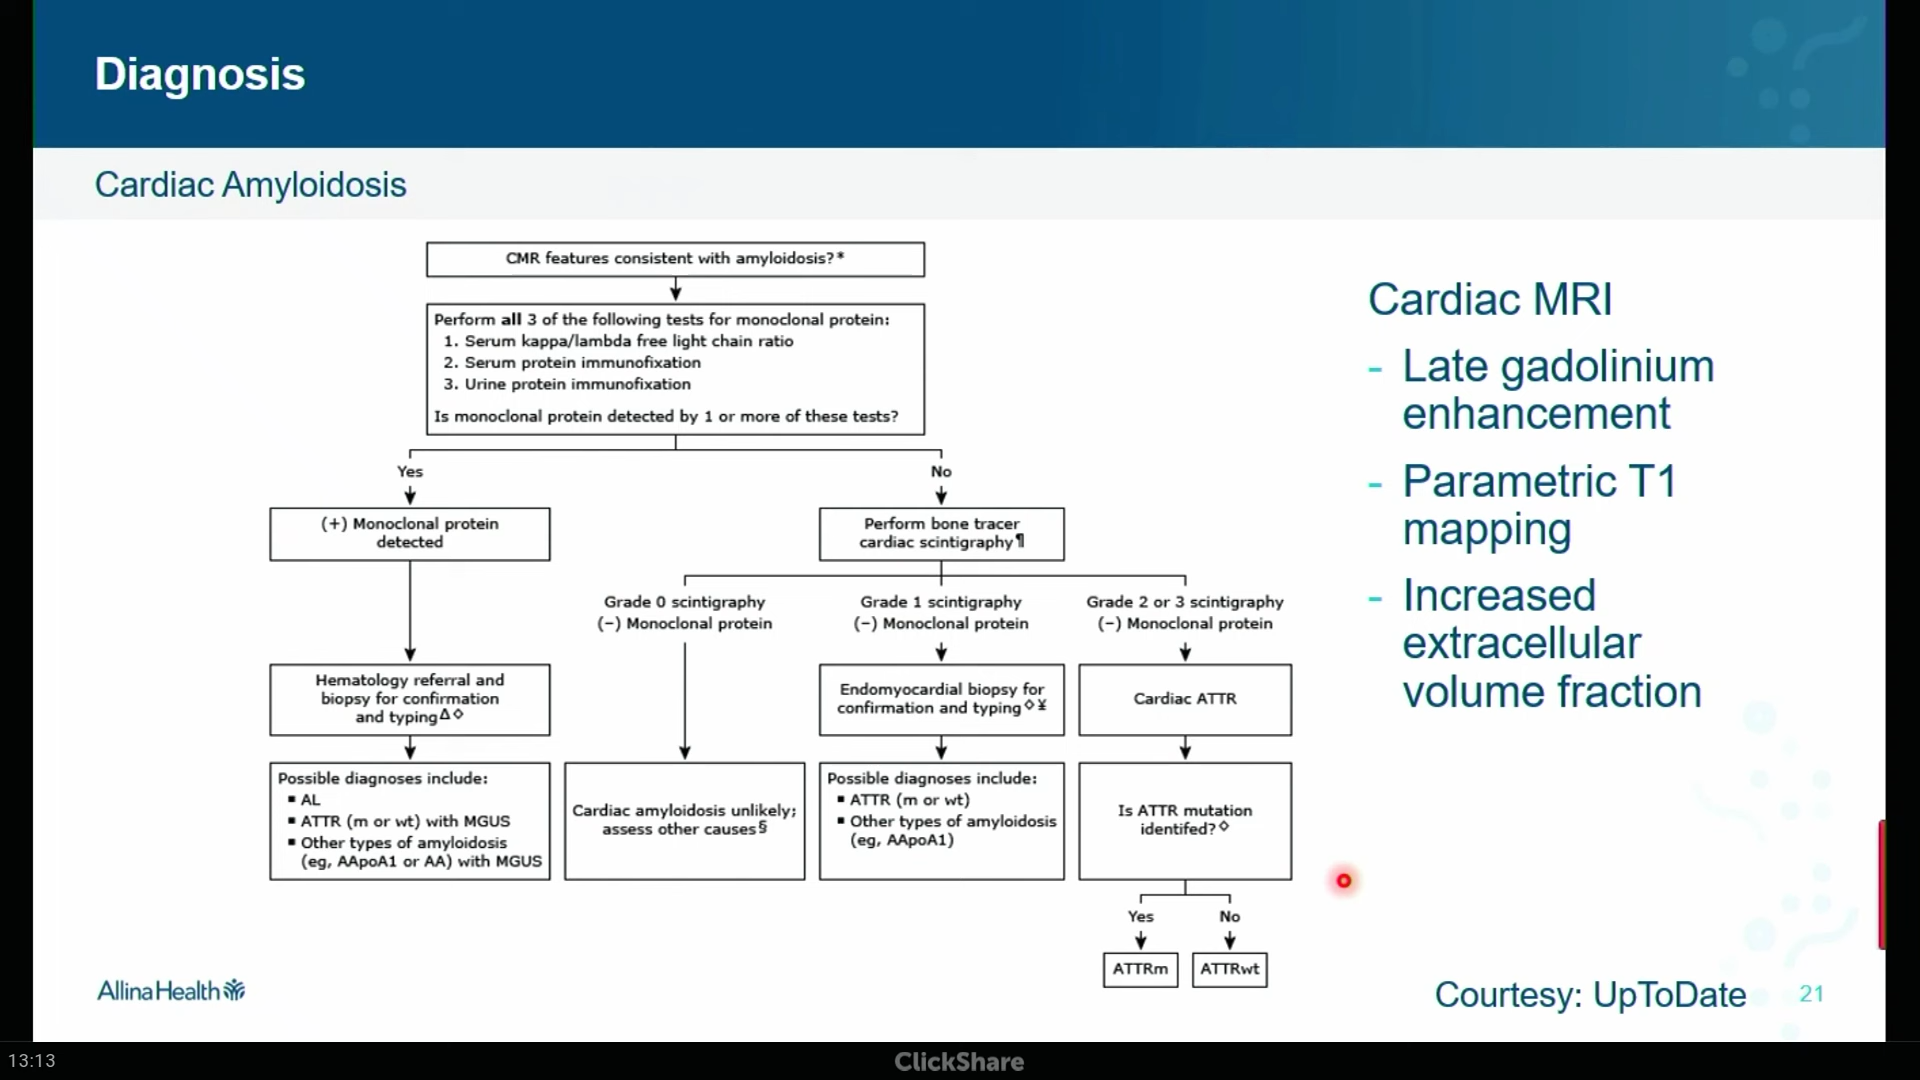 Diagnosis
Cardiac Amyloidosis
CMR features consistent with amyloidosis?*
Perform all 3 of the following tests for monoclonal protein:
1. Serum kappa/lambda free light chain ratio
2. Serum protein immunofixation
3. Urine protein immunofixation
Is monoclonal protein detected by 1 or more of these tests?
Yes
No
(+) Monoclonal protein
detected
Perform bone tracer
cardiac scintigraphy¶
Grade 0 scintigraphy
(−) Monoclonal protein
Grade 1 scintigraphy
(−) Monoclonal protein
Grade 2 or 3 scintigraphy
(−) Monoclonal protein
Hematology referral and
biopsy for confirmation
and typingΔ◇
Endomyocardial biopsy for
confirmation and typing◇¥
Cardiac ATTR
Possible diagnoses include:
▪ AL
▪ ATTR (m or wt) with MGUS
▪ Other types of amyloidosis
(eg, AApoA1 or AA) with MGUS
Cardiac amyloidosis unlikely;
assess other causes§
Possible diagnoses include:
▪ ATTR (m or wt)
▪ Other types of amyloidosis
(eg, AApoA1)
Is ATTR mutation
identifed?◇
Yes
No
ATTRm
ATTRwt
Cardiac MRI
- Late gadolinium
enhancement
- Parametric T1
mapping
- Increased
extracellular
volume fraction
AllinaHealth
Courtesy: UpToDate
21
13:13
ClickShare